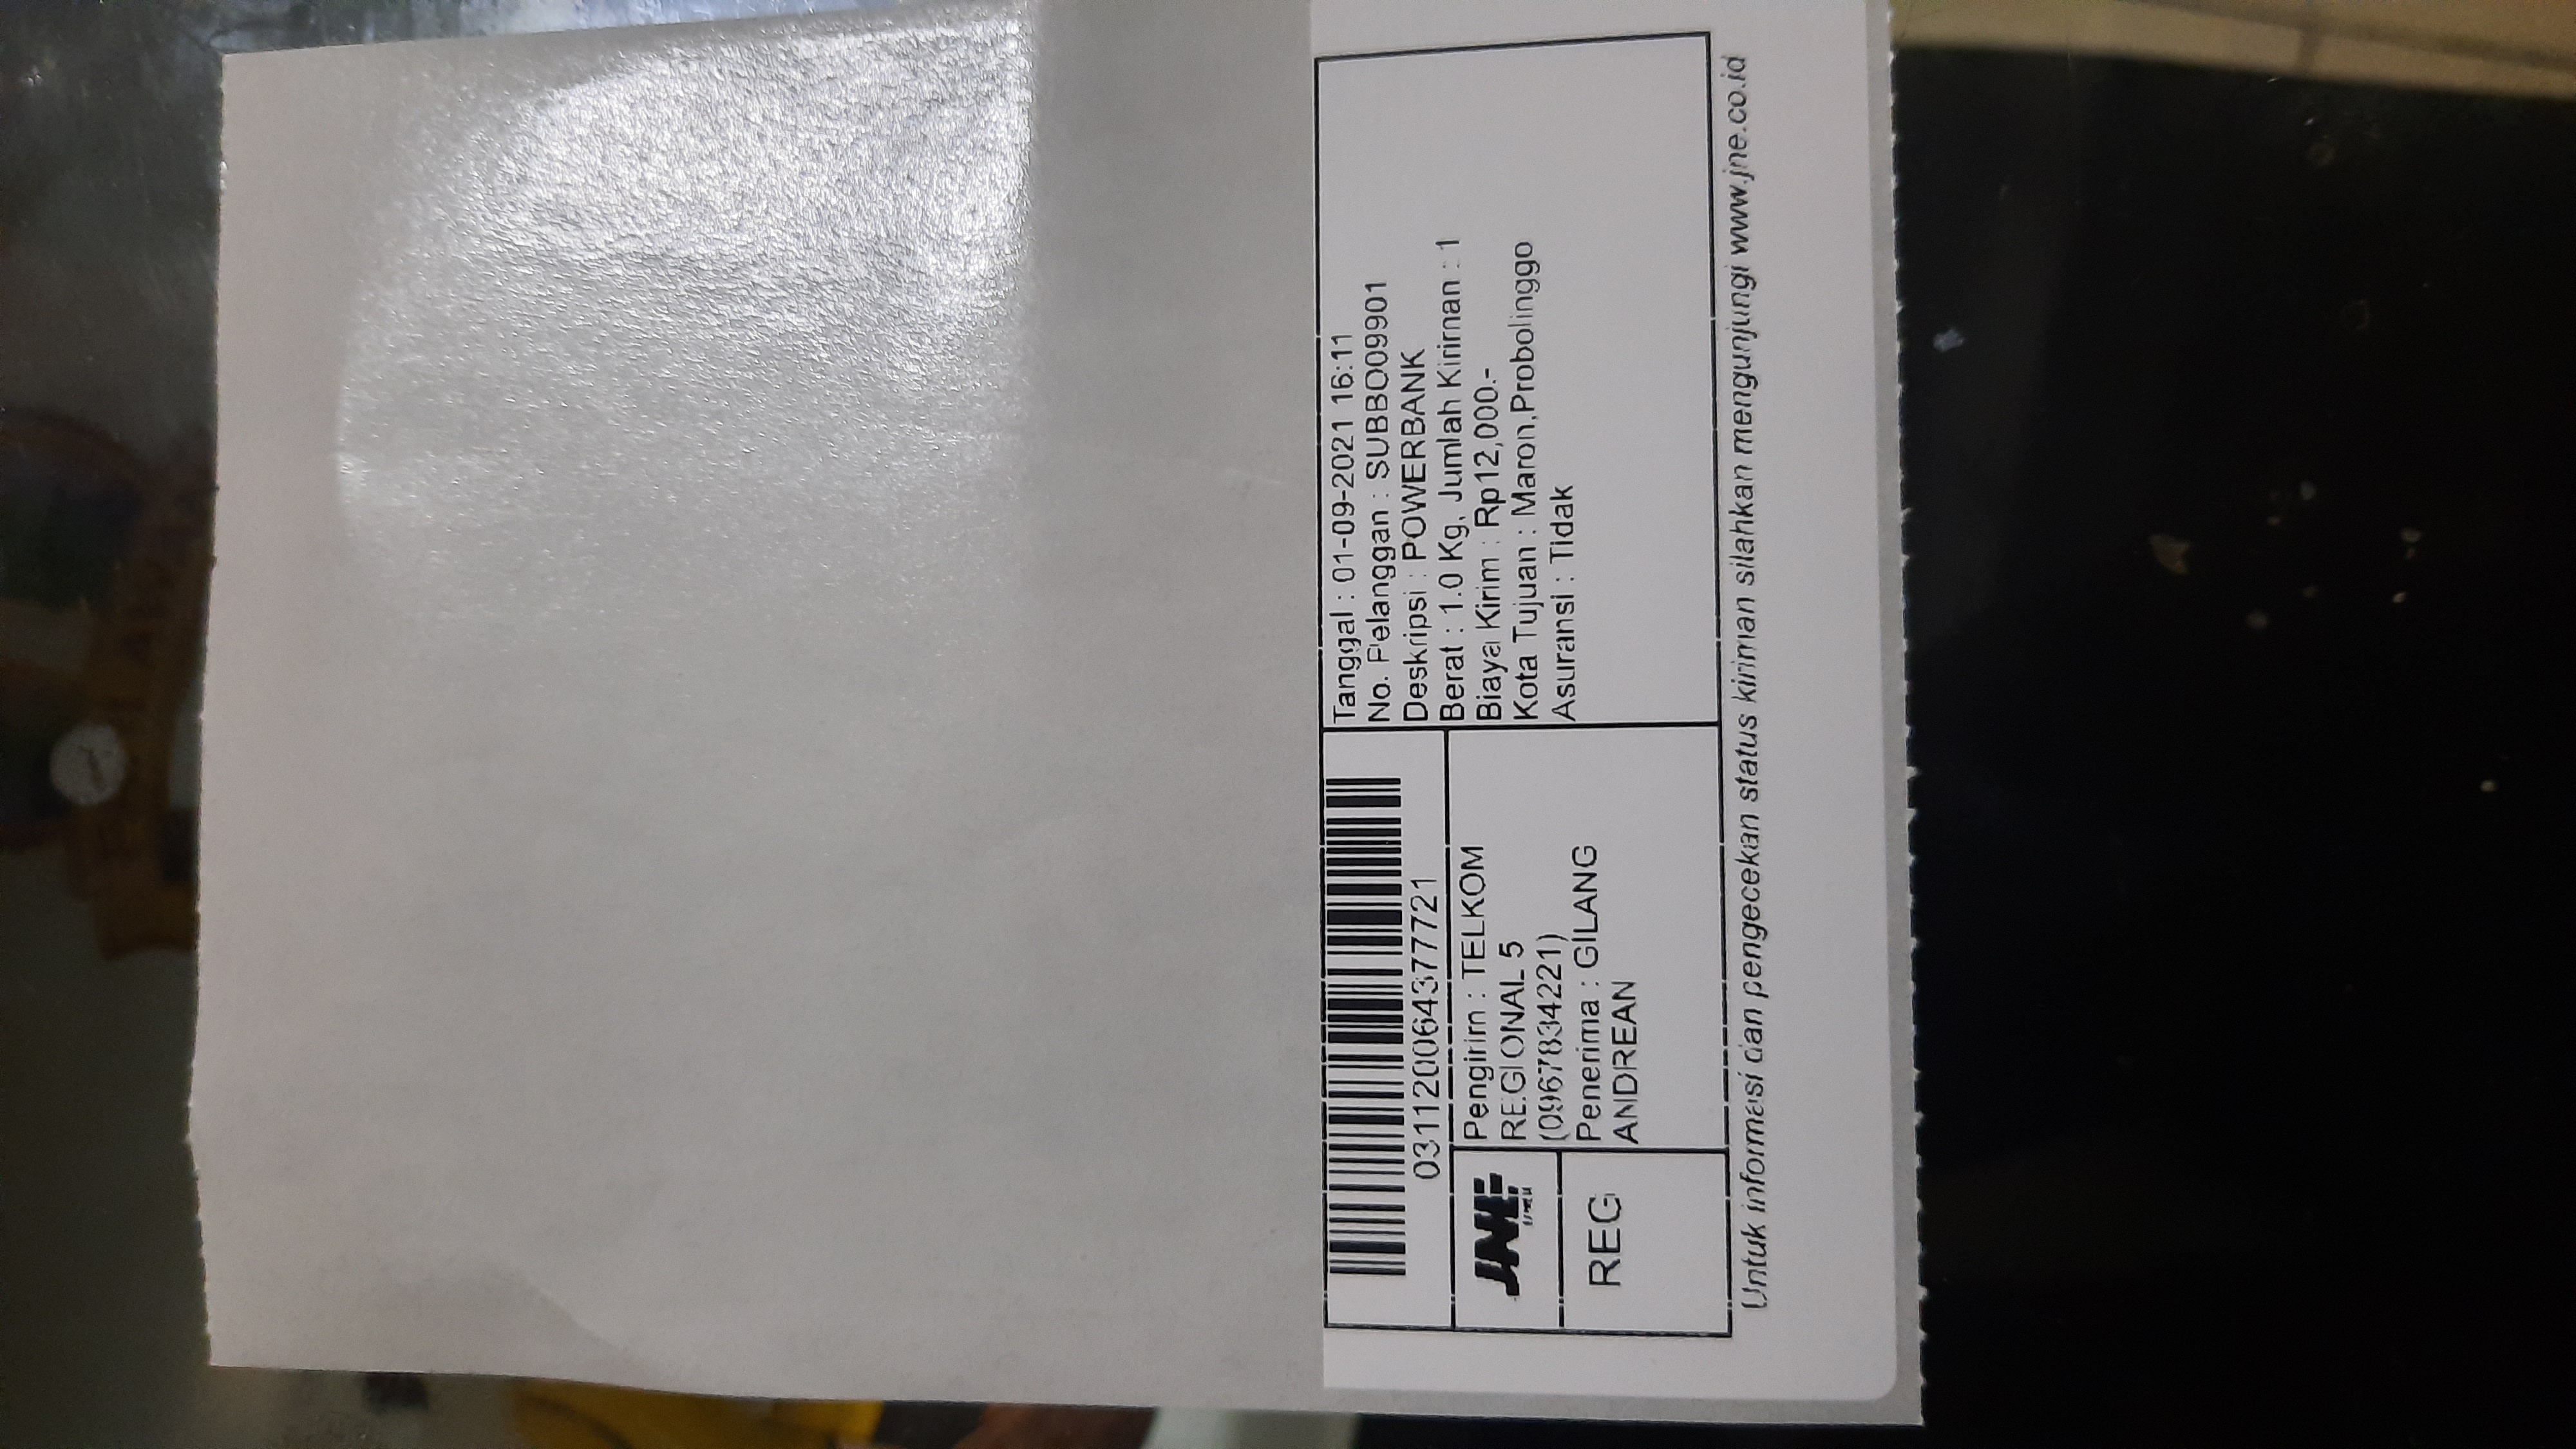 031120064377721
JNE
REG
Pengirim : TELKOM
REGIONAL 5
(0967834221)
Penerima : GILANG
ANDREAN
Tanggal : 01-09-2021 16:11
No. Pelanggan : SUBBO09901
Deskripsi : POWERBANK
Berat : 1.0 Kg, Jumlah Kiriman : 1
Biaya Kirim : Rp12,000.-
Kota Tujuan : Maron,Probolinggo
Asuransi : Tidak
Untuk informasi dan pengecekan status kiriman silahkan mengunjungi www.jne.co.id